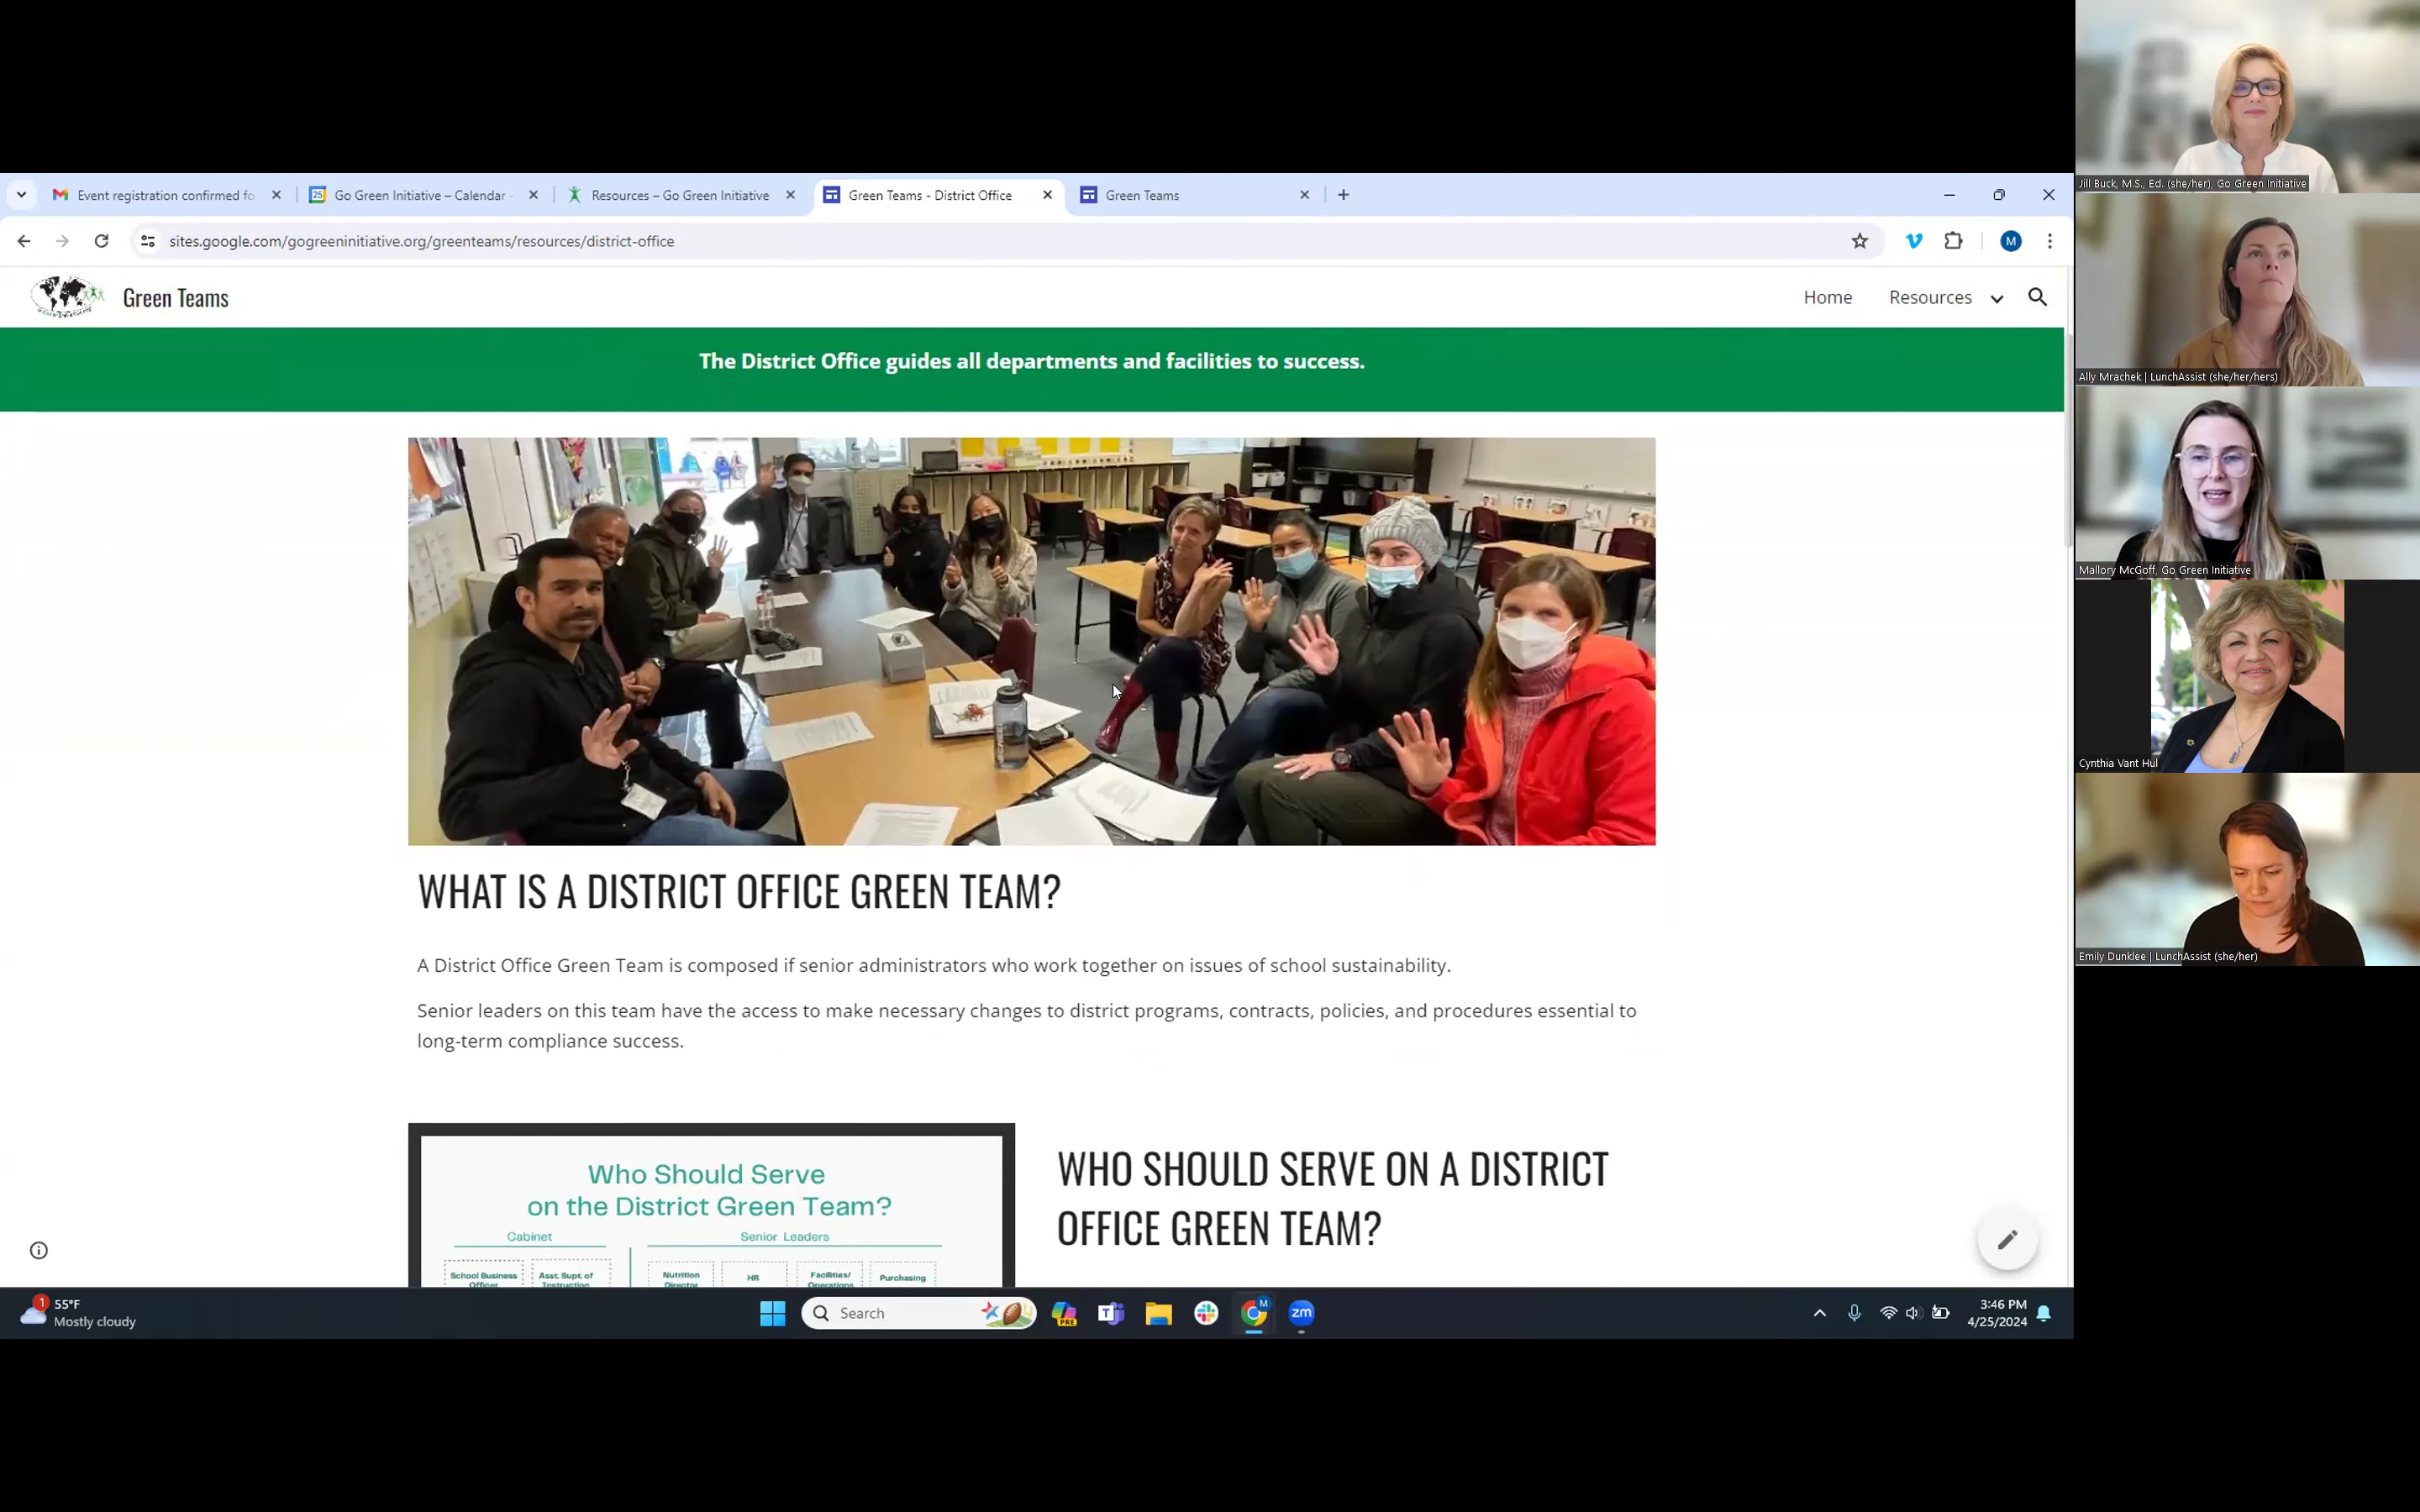 Event registration confirmed fo
Go Green Initiative – Calendar -
Resources – Go Green Initiative
Green Teams - District Office
Green Teams
sites.google.com/gogreeninitiative.org/greenteams/resources/district-office
M
Green Teams
Home
Resources
The District Office guides all departments and facilities to success.
WHAT IS A DISTRICT OFFICE GREEN TEAM?
A District Office Green Team is composed if senior administrators who work together on issues of school sustainability.
Senior leaders on this team have the access to make necessary changes to district programs, contracts, policies, and procedures essential to
long-term compliance success.
Who Should Serve
on the District Green Team?
Cabinet
Senior Leaders
School Business
Officer
Asst. Supt. of
Instruction
Nutrition
Director
HR
Facilities/
Operations
Purchasing
WHO SHOULD SERVE ON A DISTRICT
OFFICE GREEN TEAM?
1
55°F
Mostly cloudy
Search
PRE
M
zm
3:46 PM
4/25/2024
Jill Buck, M.S., Ed. (she/her), Go Green Initiative
Ally Mrachek | LunchAssist (she/her/hers)
Mallory McGoff, Go Green Initiative
Cynthia Vant Hul
Emily Dunklee | LunchAssist (she/her)